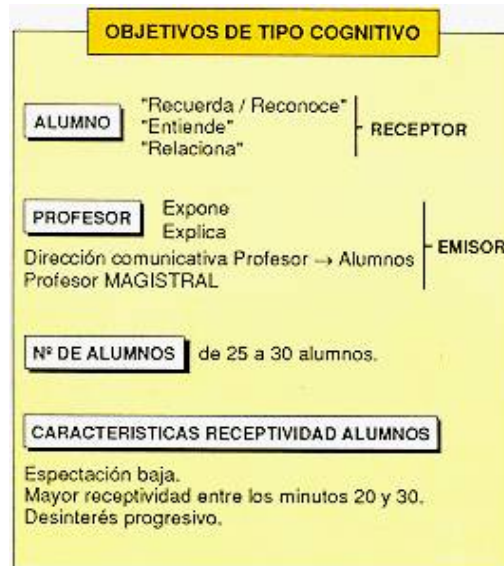 OBJETIVOS DE TIPO COGNITIVO
ALUMNO
"Recuerda / Reconoce"
"Entiende"
"Relaciona"
RECEPTOR
PROFESOR
Expone
Explica
Dirección comunicativa Profesor → Alumnos
Profesor MAGISTRAL
EMISOR
Nº DE ALUMNOS de 25 a 30 alumnos.
CARACTERISTICAS RECEPTIVIDAD ALUMNOS
Espectación baja.
Mayor receptividad entre los minutos 20 y 30.
Desinterés progresivo.